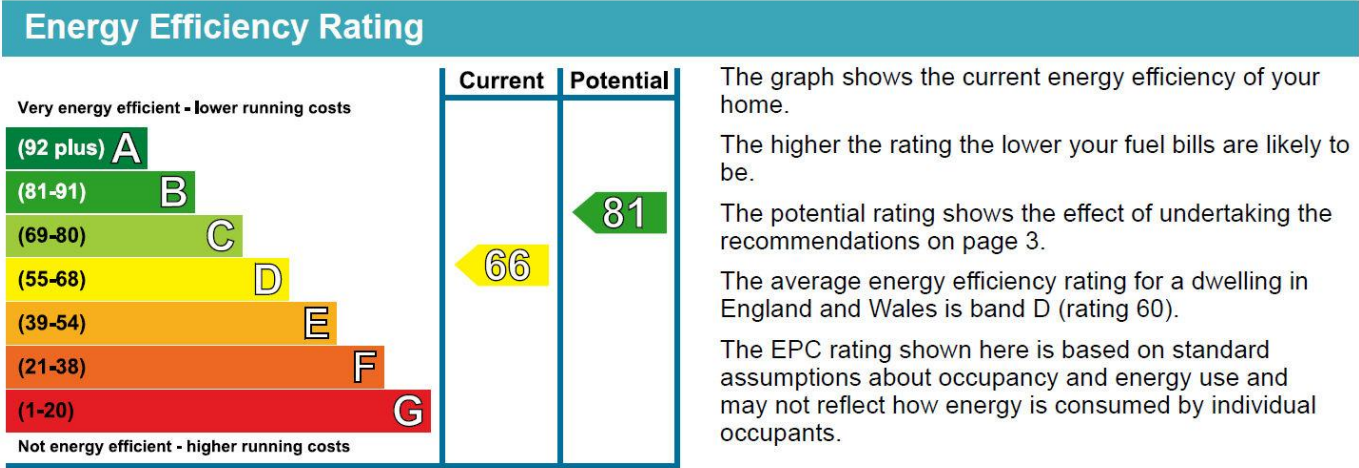 Energy Efficiency Rating
Current Potential
Very energy efficient - lower running costs
(92 plus) A
(81-91) B
(69-80) C
(55-68) D
(39-54) E
(21-38) F
(1-20) G
Not energy efficient - higher running costs
66
81
The graph shows the current energy efficiency of your
home.
The higher the rating the lower your fuel bills are likely to
be.
The potential rating shows the effect of undertaking the
recommendations on page 3.
The average energy efficiency rating for a dwelling in
England and Wales is band D (rating 60).
The EPC rating shown here is based on standard
assumptions about occupancy and energy use and
may not reflect how energy is consumed by individual
occupants.